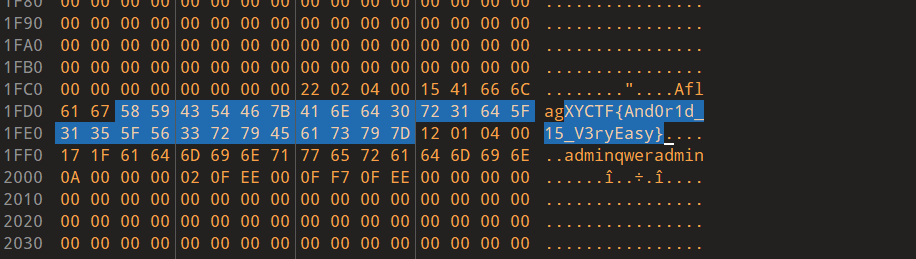 1F80 00 00 00 00 00 00 00 00 00 00 00 00 00 00 00 00 ................
1F90 00 00 00 00 00 00 00 00 00 00 00 00 00 00 00 00 ................
1FA0 00 00 00 00 00 00 00 00 00 00 00 00 00 00 00 00 ................
1FB0 00 00 00 00 00 00 00 00 00 00 00 00 00 00 00 00 ................
1FC0 00 00 00 00 00 00 00 00 22 02 04 00 15 41 66 6C ........"....Afl
1FD0 61 67 58 59 43 54 46 7B 41 6E 64 30 72 31 64 5F agXYCTF{And0r1d_
1FE0 31 35 5F 56 33 72 79 45 61 73 79 7D 12 01 04 00 15_V3ryEasy}....
1FF0 17 1F 61 64 6D 69 6E 71 77 65 72 61 64 6D 69 6E ..adminqweradmin
2000 0A 00 00 00 02 0F EE 00 0F F7 0F EE 00 00 00 00 ......î..÷.î....
2010 00 00 00 00 00 00 00 00 00 00 00 00 00 00 00 00 ................
2020 00 00 00 00 00 00 00 00 00 00 00 00 00 00 00 00 ................
2030 00 00 00 00 00 00 00 00 00 00 00 00 00 00 00 00 ................